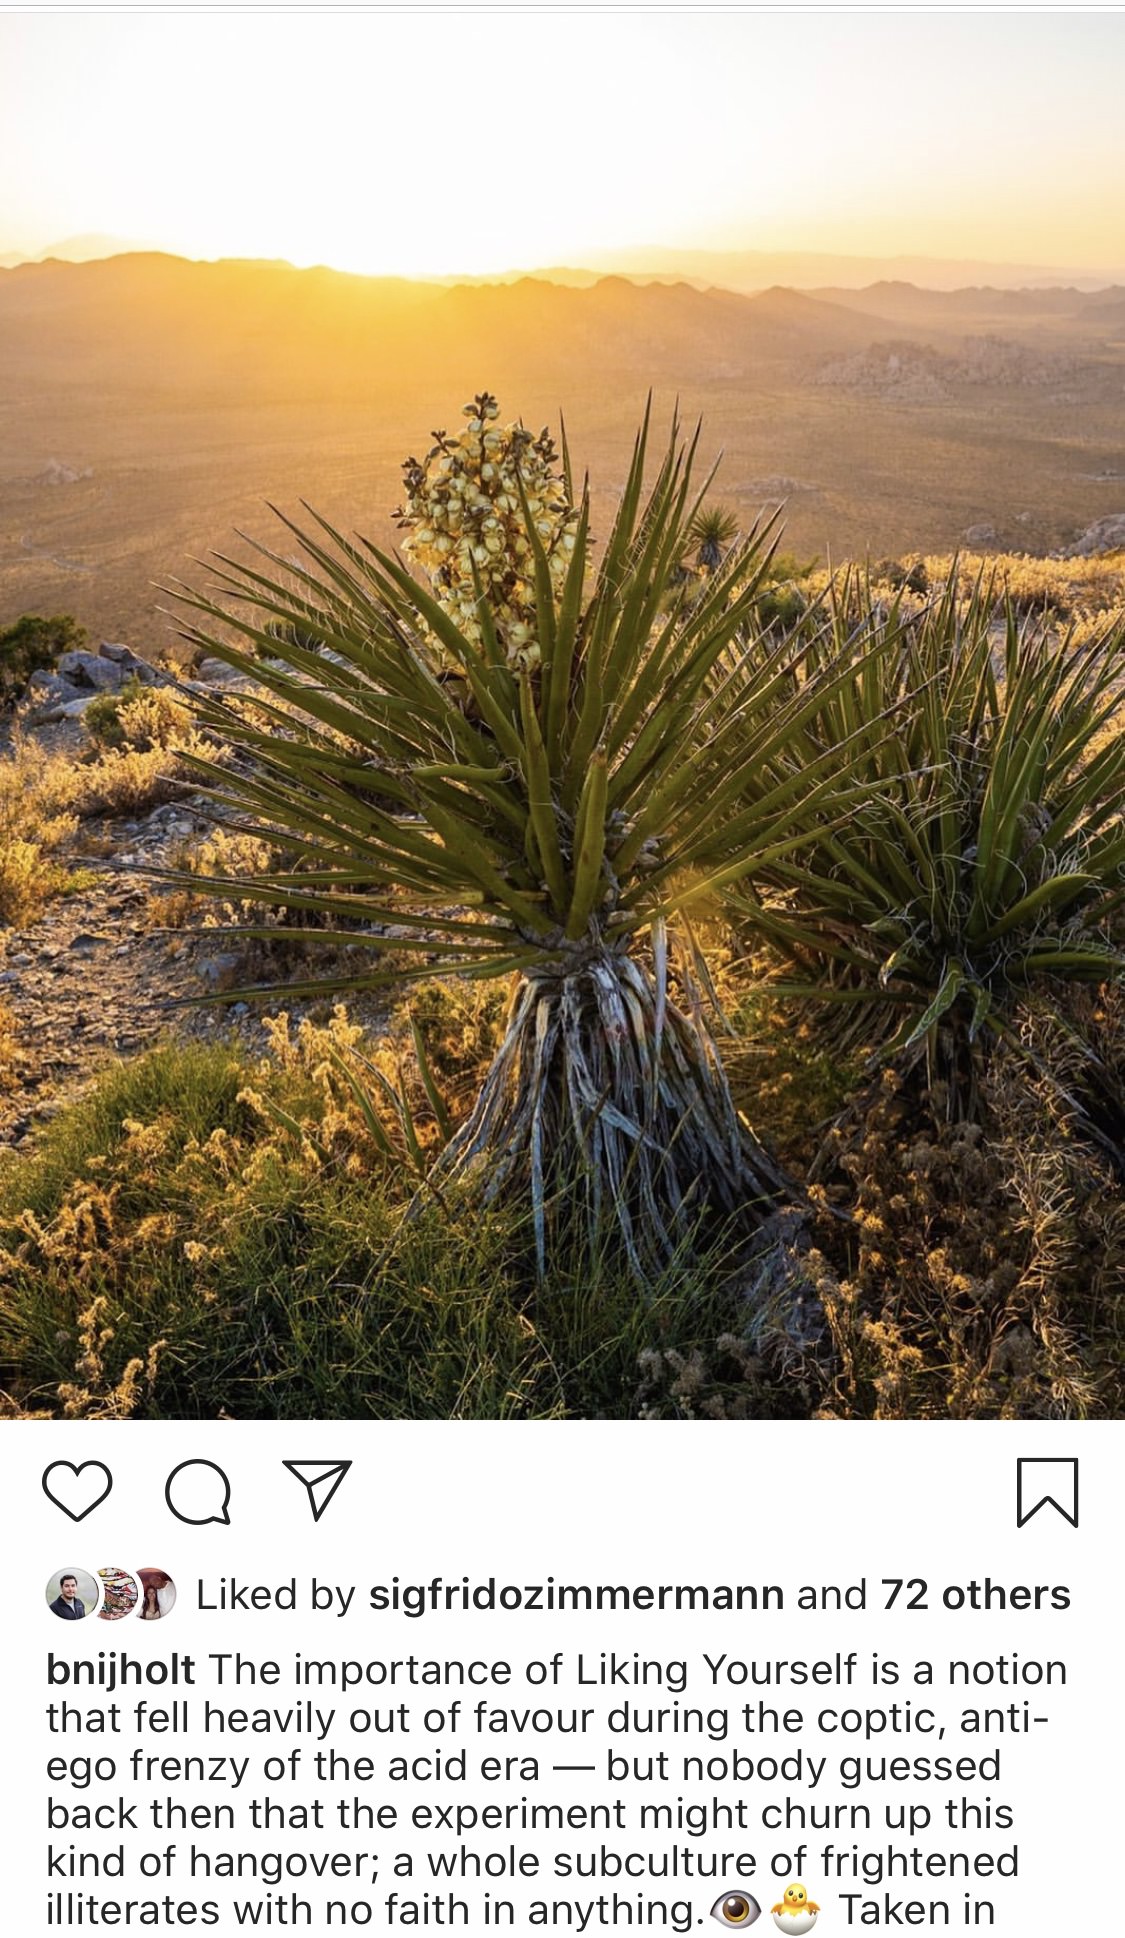 Liked by sigfridozimmermann and 72 others
bnijholt The importance of Liking Yourself is a notion
that fell heavily out of favour during the coptic, anti-
ego frenzy of the acid era — but nobody guessed
back then that the experiment might churn up this
kind of hangover; a whole subculture of frightened
illiterates with no faith in anything.👁️🐣 Taken in